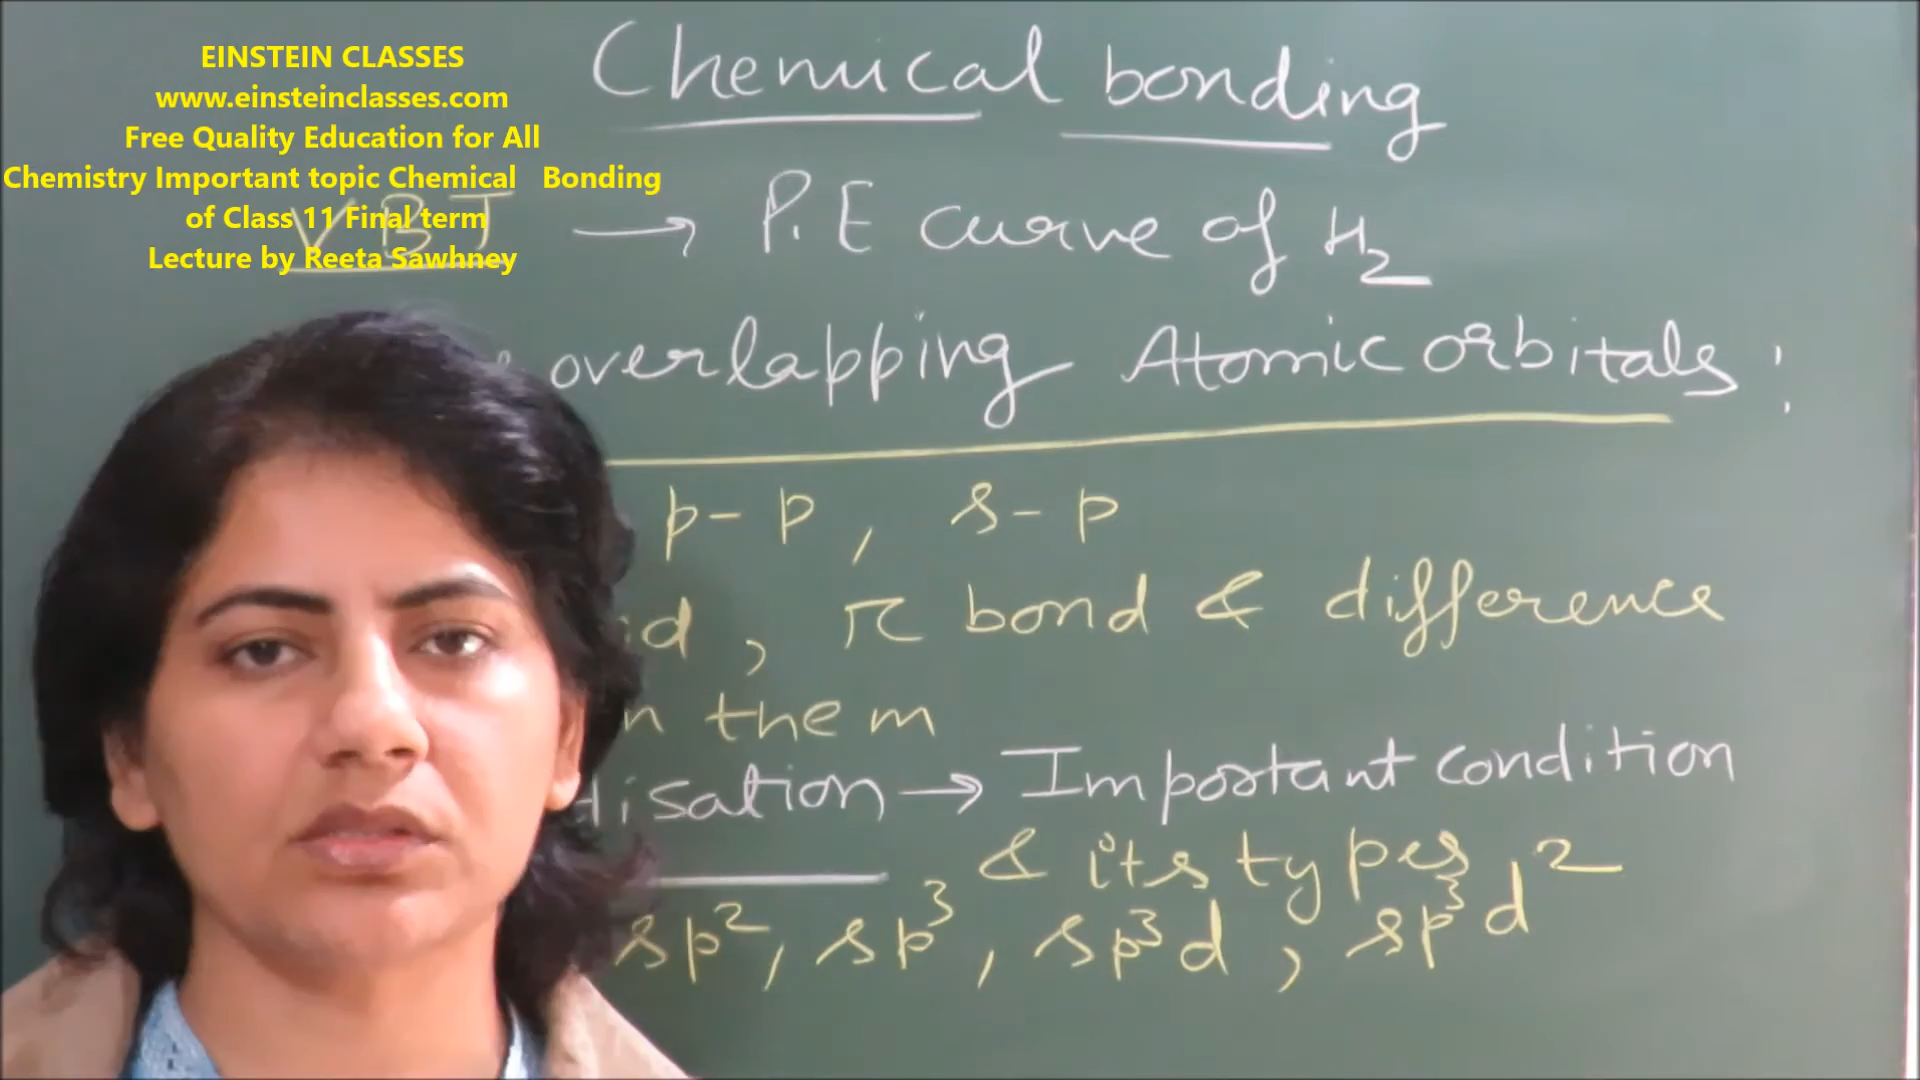 EINSTEIN CLASSES
www.einsteinclasses.com
Free Quality Education for All
Chemistry Important topic Chemical Bonding
of Class 11 Final term
Lecture by Reeta Sawhney
Chemical bonding
VBT → P.E curve of H₂
overlapping Atomic orbitals :
p-p, s-p
d, π bond & difference
n them
disation → Important condition
& its types
sp², sp³, sp³d, sp³d²